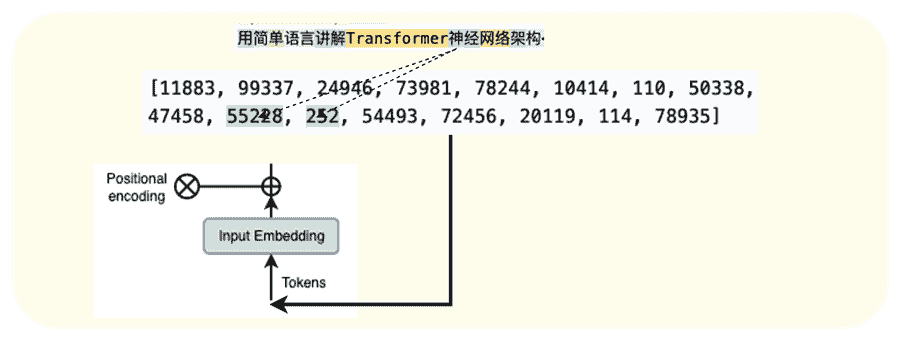 用简单语言讲解Transformer神经网络架构·
[11883, 99337, 24946, 73981, 78244, 10414, 110, 50338,
47458, 55228, 252, 54493, 72456, 20119, 114, 78935]
Positional
encoding
Input Embedding
Tokens